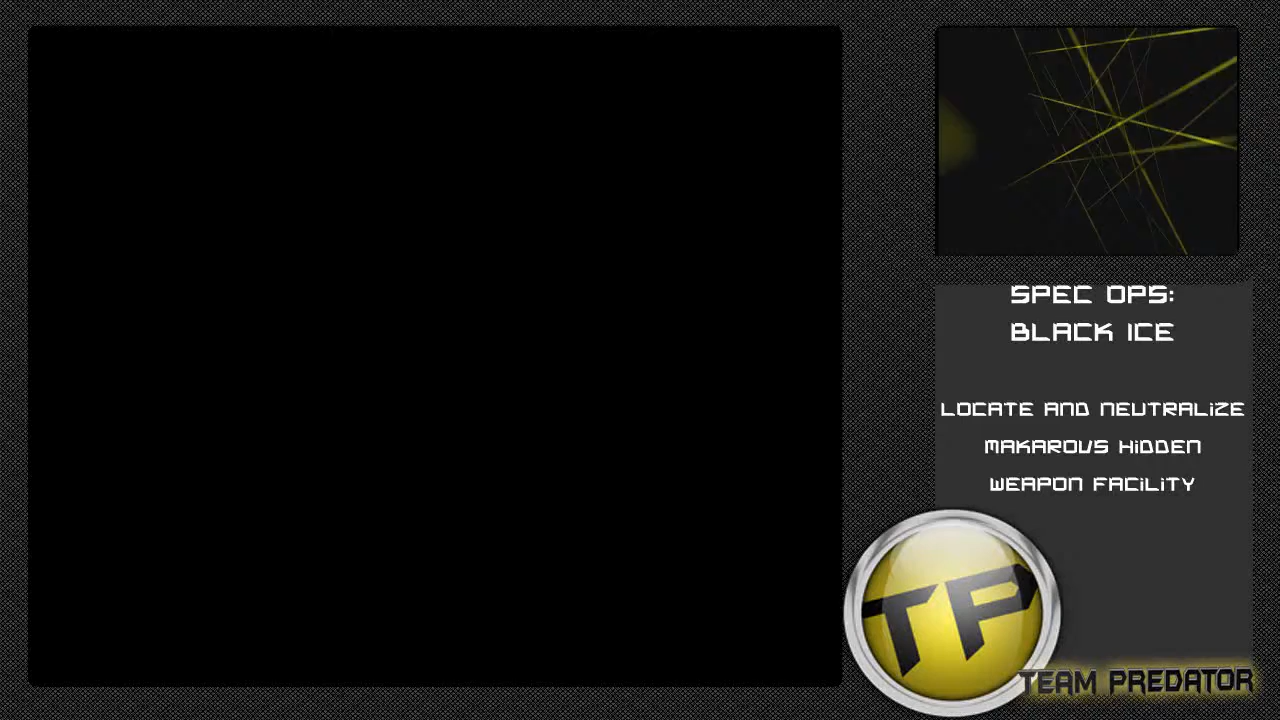 SPEC OPS:
BLACK ICE
LOCATE AND NEUTRALiZE
MAKAROVS HiDDEN
WEAPON FACiLiTY
TP
TEAM PREDATOR